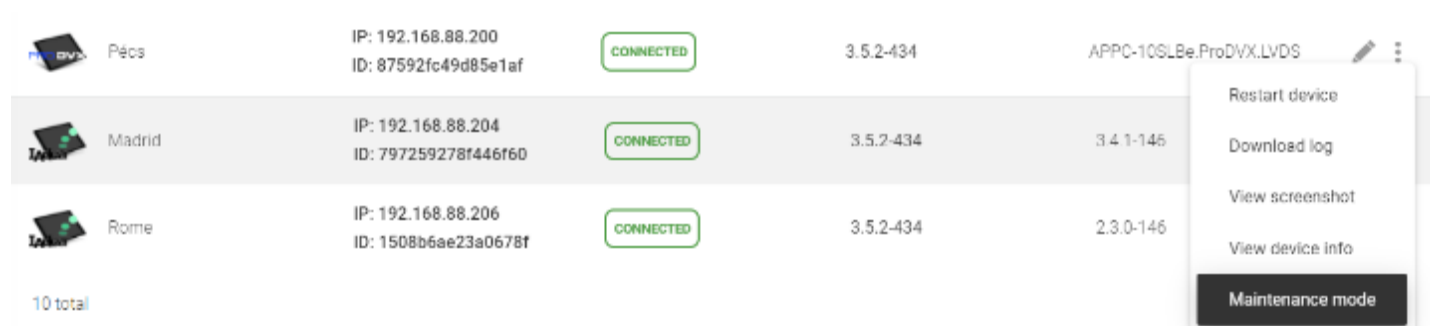 Pécs
IP: 192.168.88.200
ID: 87592fc49d85e1af
CONNECTED
3.5.2-434
APPC-10SLBe.ProDVX.LVDS
Restart device
Madrid
IP: 192.168.88.204
ID: 797259278f446f60
CONNECTED
3.5.2-434
3.4.1-146
Download log
View screenshot
Rome
IP: 192.168.88.206
ID: 1508b6ae23a0678f
CONNECTED
3.5.2-434
2.3.0-146
View device info
10 total
Maintenance mode